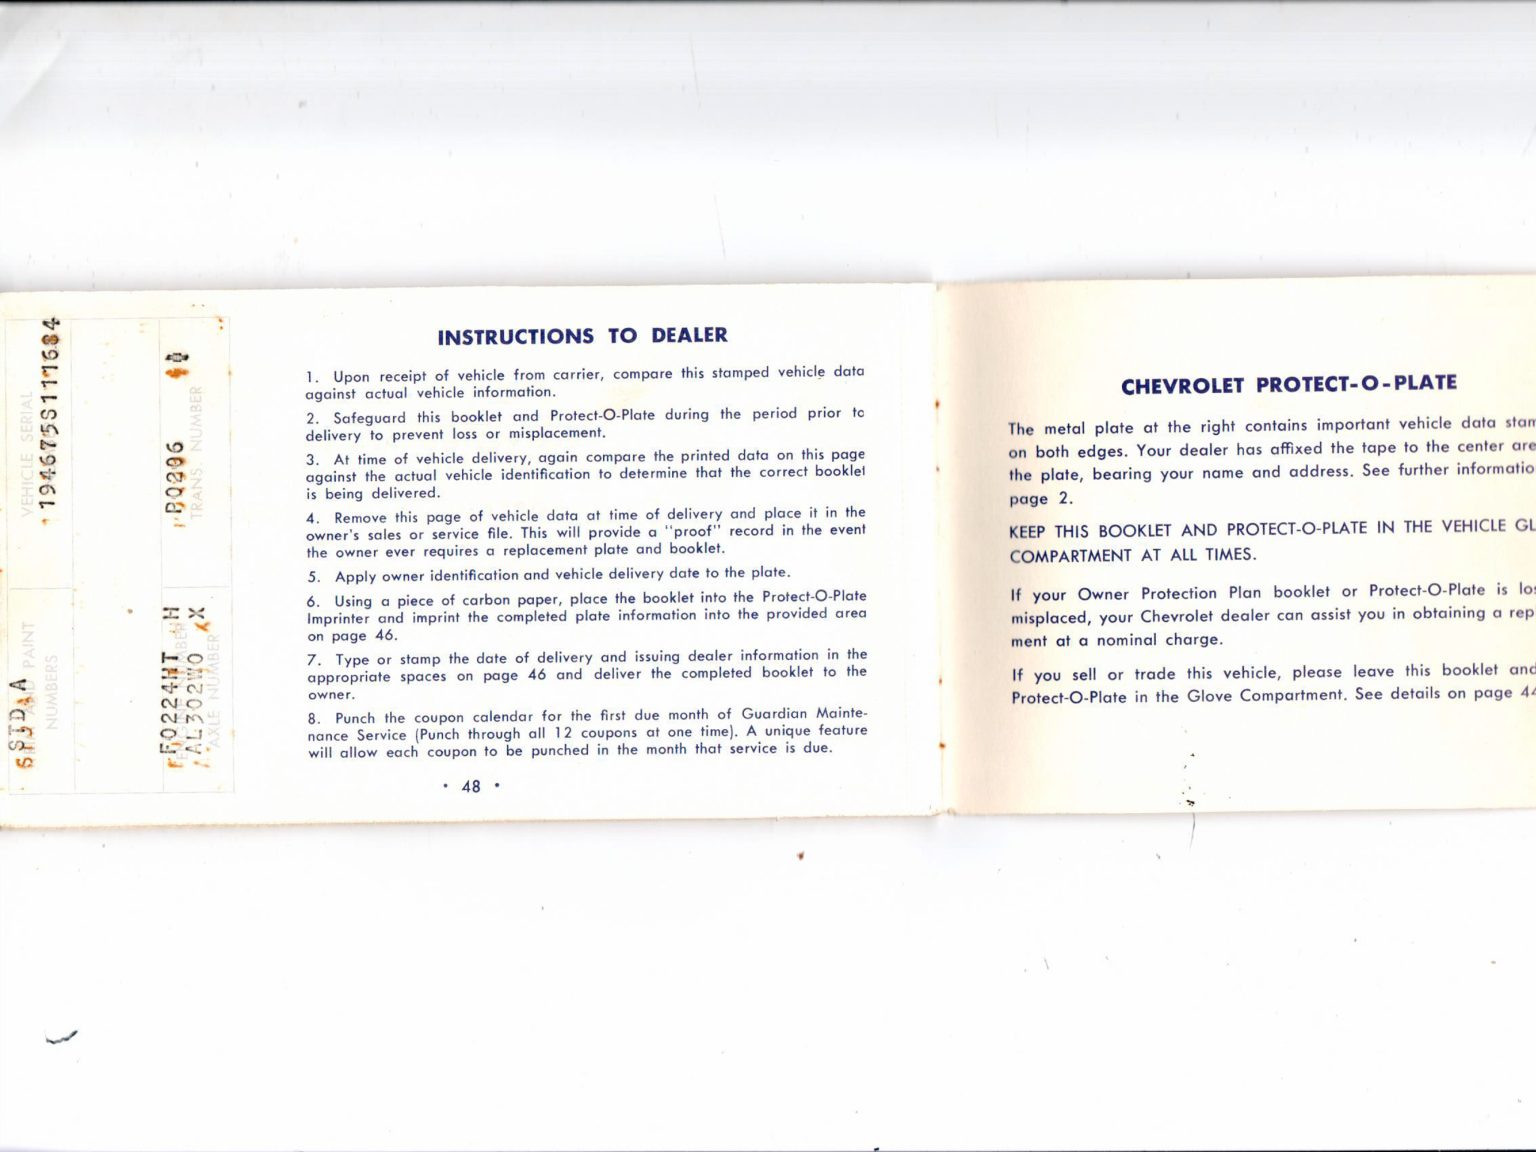 VEHICLE SERIAL
194675S111684
TRANS. NUMBER
P0206
AND PAINT
NUMBERS
STD A
F0224HT H
AL302W0 X
AXLE NUMBER
INSTRUCTIONS TO DEALER
1. Upon receipt of vehicle from carrier, compare this stamped vehicle data
against actual vehicle information.
2. Safeguard this booklet and Protect-O-Plate during the period prior to
delivery to prevent loss or misplacement.
3. At time of vehicle delivery, again compare the printed data on this page
against the actual vehicle identification to determine that the correct booklet
is being delivered.
4. Remove this page of vehicle data at time of delivery and place it in the
owner's sales or service file. This will provide a "proof" record in the event
the owner ever requires a replacement plate and booklet.
5. Apply owner identification and vehicle delivery date to the plate.
6. Using a piece of carbon paper, place the booklet into the Protect-O-Plate
Imprinter and imprint the completed plate information into the provided area
on page 46.
7. Type or stamp the date of delivery and issuing dealer information in the
appropriate spaces on page 46 and deliver the completed booklet to the
owner.
8. Punch the coupon calendar for the first due month of Guardian Mainte-
nance Service (Punch through all 12 coupons at one time). A unique feature
will allow each coupon to be punched in the month that service is due.
• 48 •
CHEVROLET PROTECT-O-PLATE
The metal plate at the right contains important vehicle data stam
on both edges. Your dealer has affixed the tape to the center are
the plate, bearing your name and address. See further informatio
page 2.
KEEP THIS BOOKLET AND PROTECT-O-PLATE IN THE VEHICLE GL
COMPARTMENT AT ALL TIMES.
If your Owner Protection Plan booklet or Protect-O-Plate is los
misplaced, your Chevrolet dealer can assist you in obtaining a rep
ment at a nominal charge.
If you sell or trade this vehicle, please leave this booklet and
Protect-O-Plate in the Glove Compartment. See details on page 44